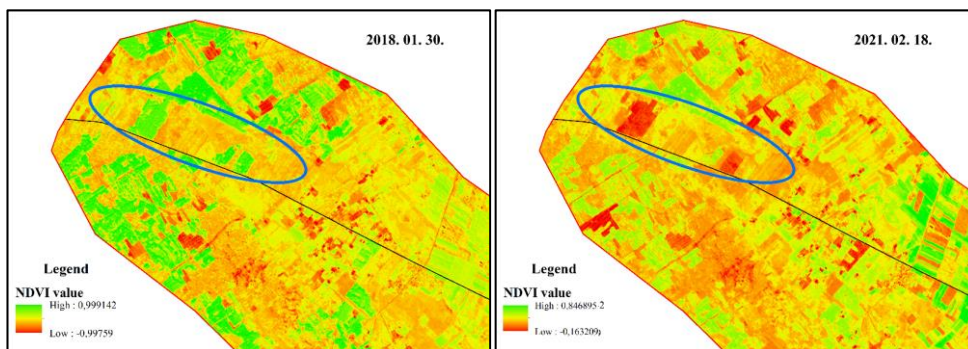 2018. 01. 30.
Legend
NDVI value
High : 0,999142
Low : -0,99759
2021. 02. 18.
Legend
NDVI value
High : 0,846895 2
Low : -0,163209